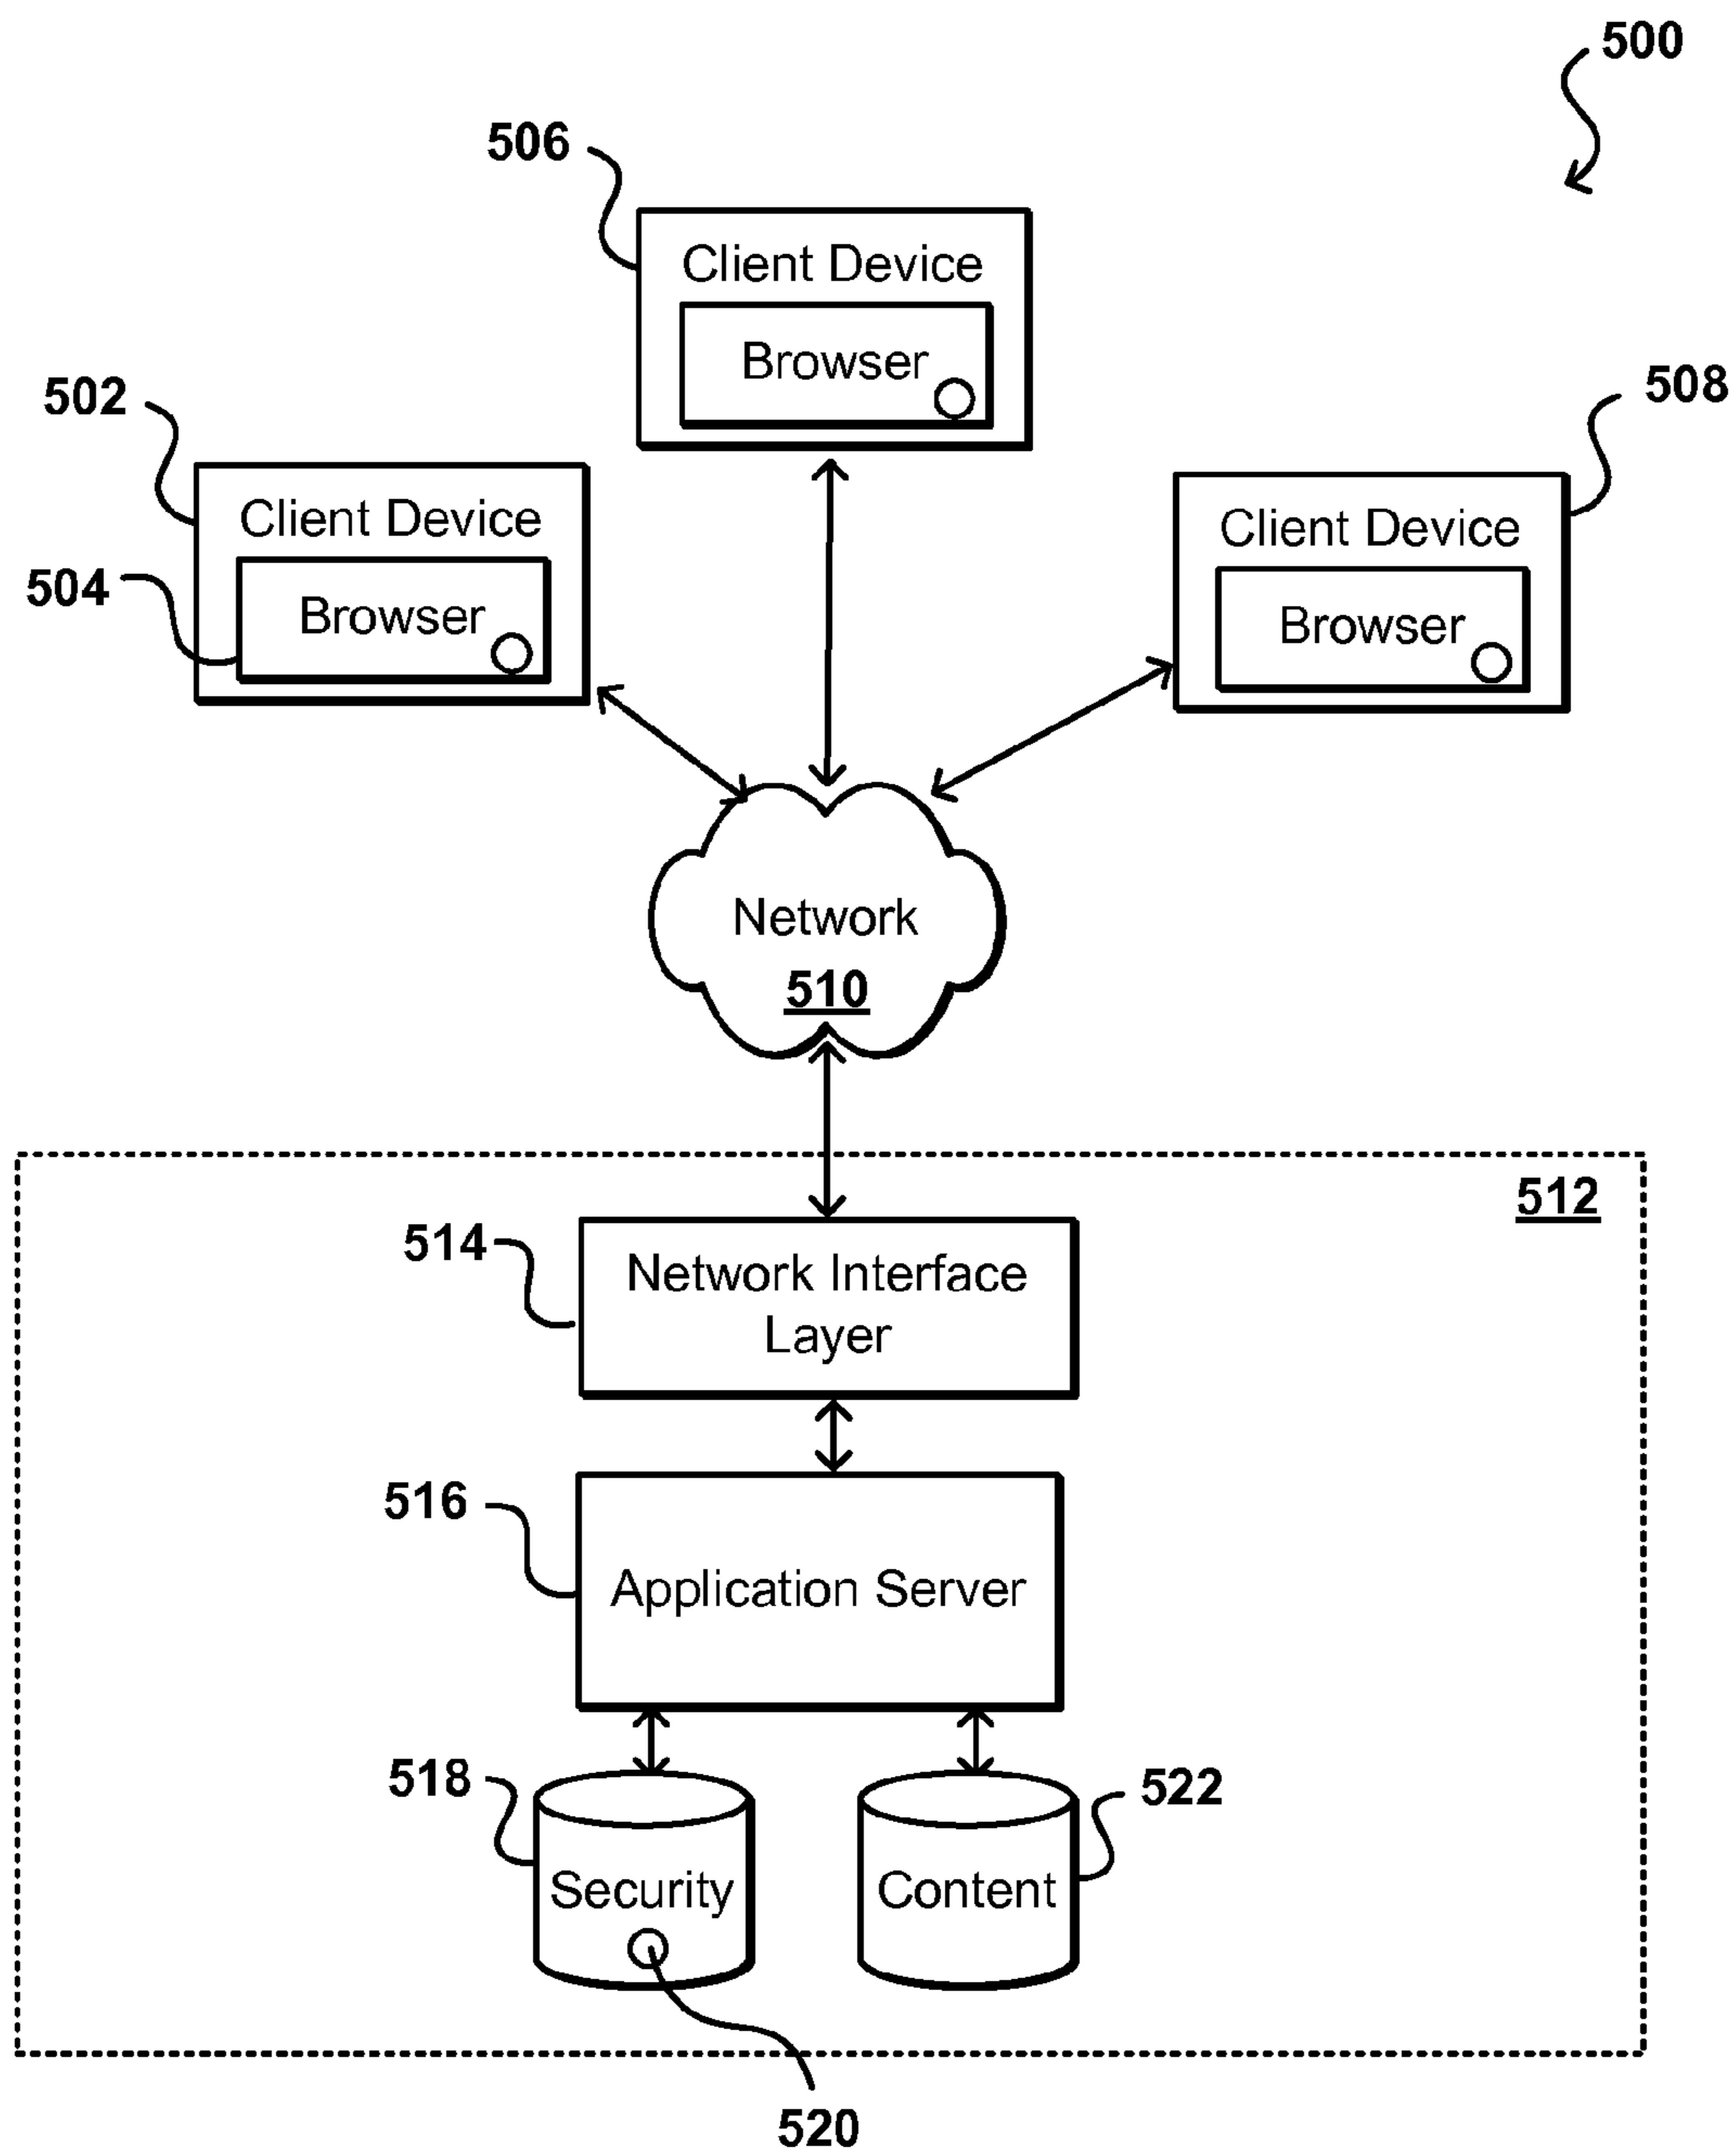 500
506
Client Device
Browser
502
Client Device
504
Browser
508
Client Device
Browser
Network
510
512
514
Network Interface
Layer
516
Application Server
518
Security
522
Content
520